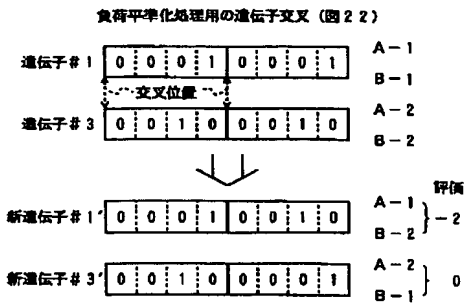 負荷平準化処理用の遺伝子交叉（図２２）
遺伝子＃１ 0 0 0 1 0 0 0 1 A－1
B－1
交叉位置
遺伝子＃３ 0 0 1 0 0 0 1 0 A－2
B－2
評価
新遺伝子＃１′ 0 0 0 1 0 0 1 0 A－1
B－2 －2
新遺伝子＃３′ 0 0 1 0 0 0 0 1 A－2
B－1 0